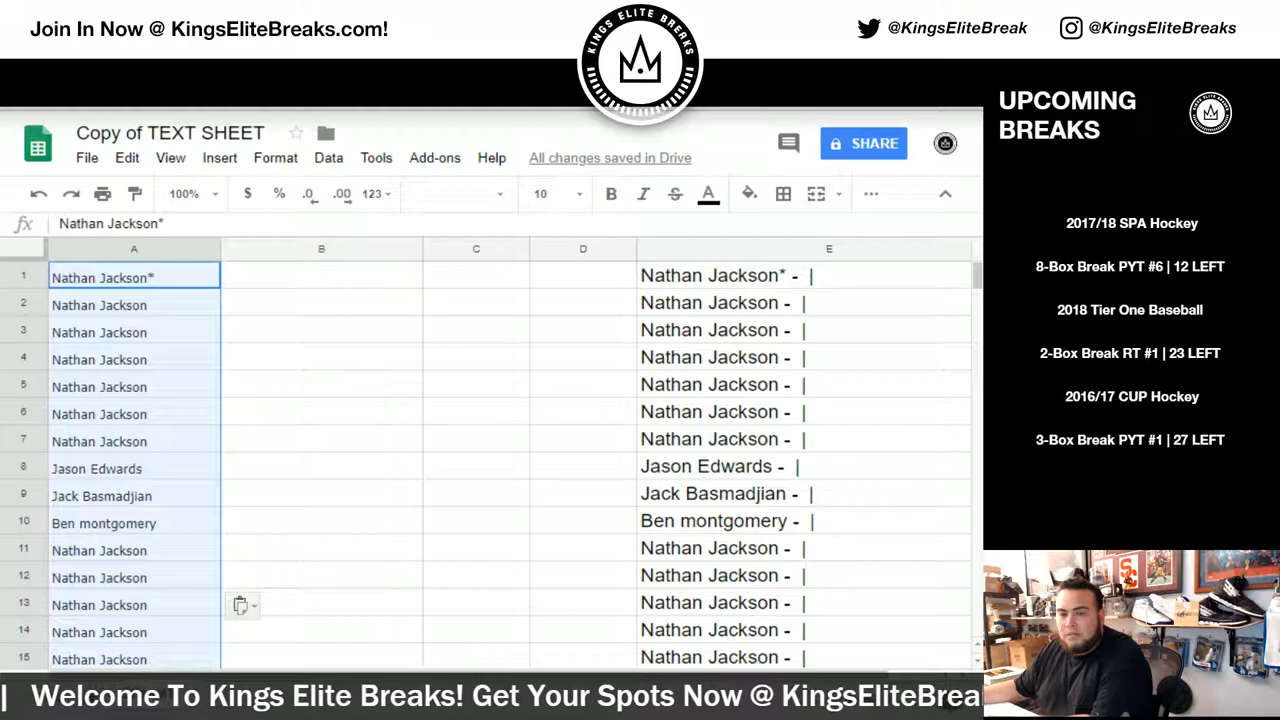 Join In Now @ KingsEliteBreaks.com!
KINGS ELITE BREAKS
@KingsEliteBreak
@KingsEliteBreaks
UPCOMING
BREAKS
2017/18 SPA Hockey
8-Box Break PYT #6 | 12 LEFT
2018 Tier One Baseball
2-Box Break RT #1 | 23 LEFT
2016/17 CUP Hockey
3-Box Break PYT #1 | 27 LEFT
Copy of TEXT SHEET
File Edit View Insert Format Data Tools Add-ons Help All changes saved in Drive
SHARE
100% $ % .0 .00 123 10 B I S A
fx Nathan Jackson*
A B C D E
1 Nathan Jackson* Nathan Jackson* - |
2 Nathan Jackson Nathan Jackson - |
3 Nathan Jackson Nathan Jackson - |
4 Nathan Jackson Nathan Jackson - |
5 Nathan Jackson Nathan Jackson - |
6 Nathan Jackson Nathan Jackson - |
7 Nathan Jackson Nathan Jackson - |
8 Jason Edwards Jason Edwards - |
9 Jack Basmadjian Jack Basmadjian - |
10 Ben montgomery Ben montgomery - |
11 Nathan Jackson Nathan Jackson - |
12 Nathan Jackson Nathan Jackson - |
13 Nathan Jackson Nathan Jackson - |
14 Nathan Jackson Nathan Jackson - |
15 Nathan Jackson Nathan Jackson - |
| Welcome To Kings Elite Breaks! Get Your Spots Now @ KingsEliteBrea